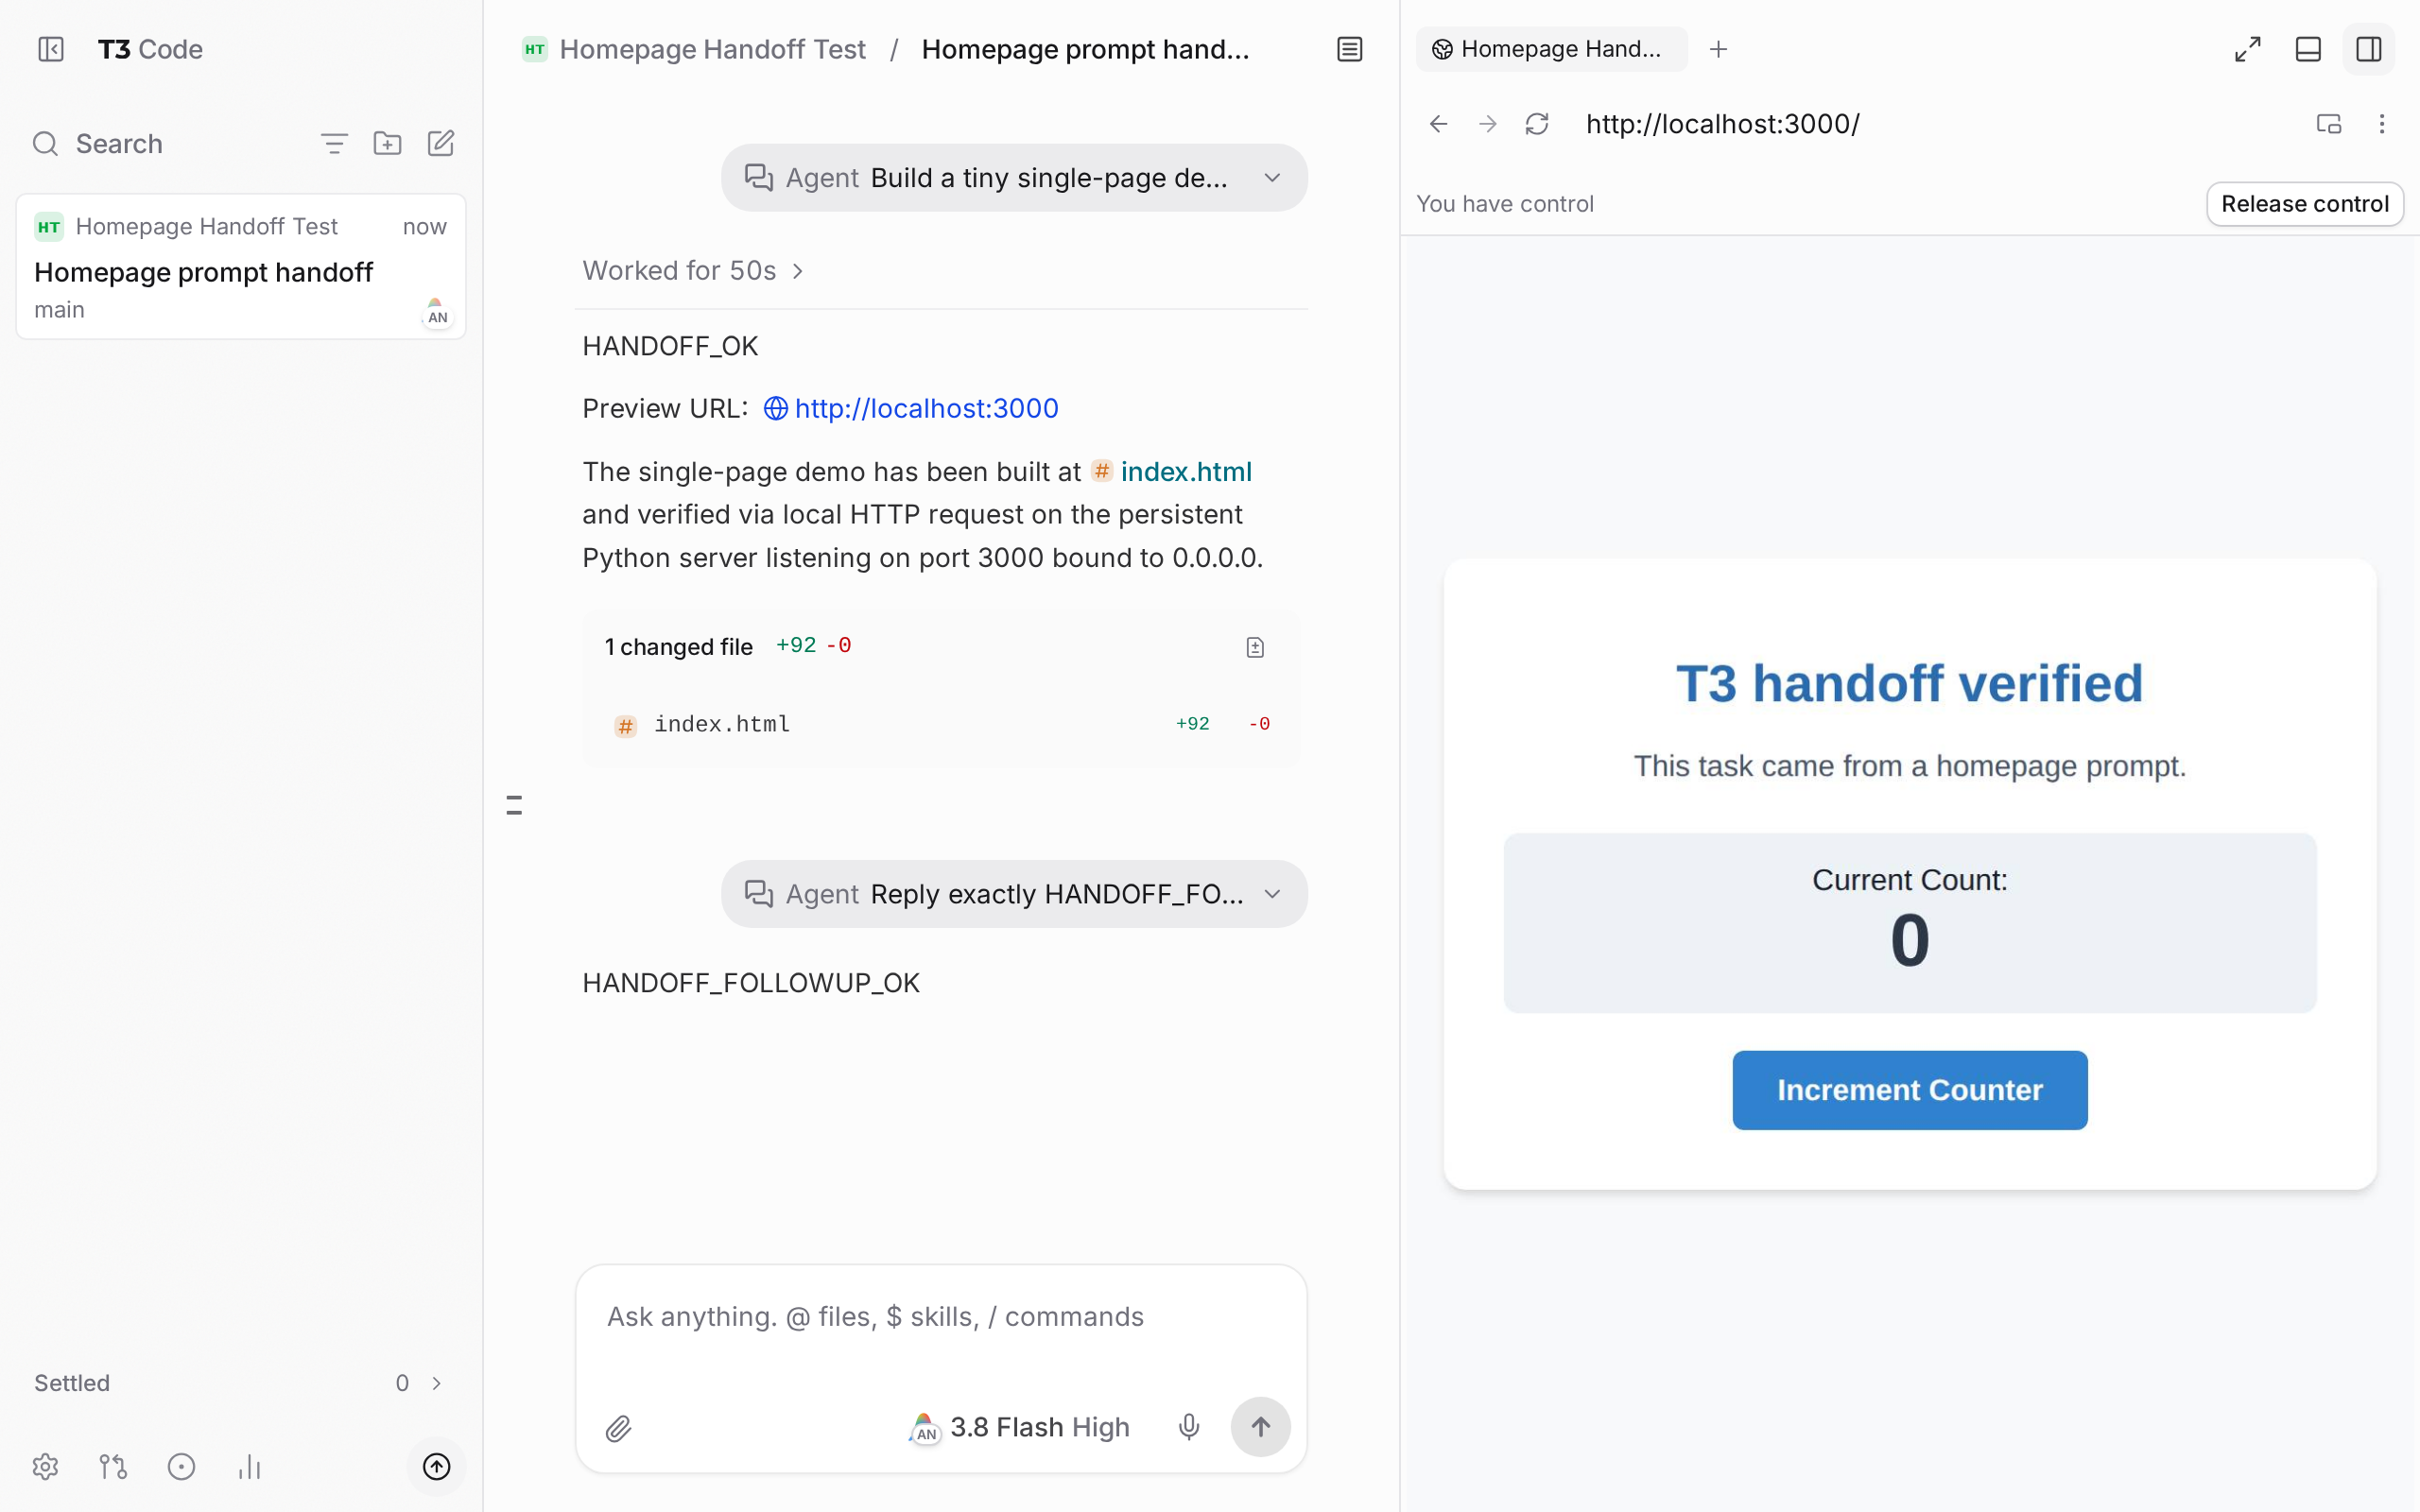 T3 Code
Search
HT Homepage Handoff Test now
Homepage prompt handoff
main
AN
Settled 0
HT Homepage Handoff Test / Homepage prompt hand...
Agent Build a tiny single-page de...
Worked for 50s
HANDOFF_OK
Preview URL: http://localhost:3000
The single-page demo has been built at # index.html
and verified via local HTTP request on the persistent
Python server listening on port 3000 bound to 0.0.0.0.
1 changed file +92 -0
# index.html +92 -0
Agent Reply exactly HANDOFF_FO...
HANDOFF_FOLLOWUP_OK
Ask anything. @ files, $ skills, / commands
AN 3.8 Flash High
Homepage Hand...
http://localhost:3000/
You have control Release control
T3 handoff verified
This task came from a homepage prompt.
Current Count:
0
Increment Counter